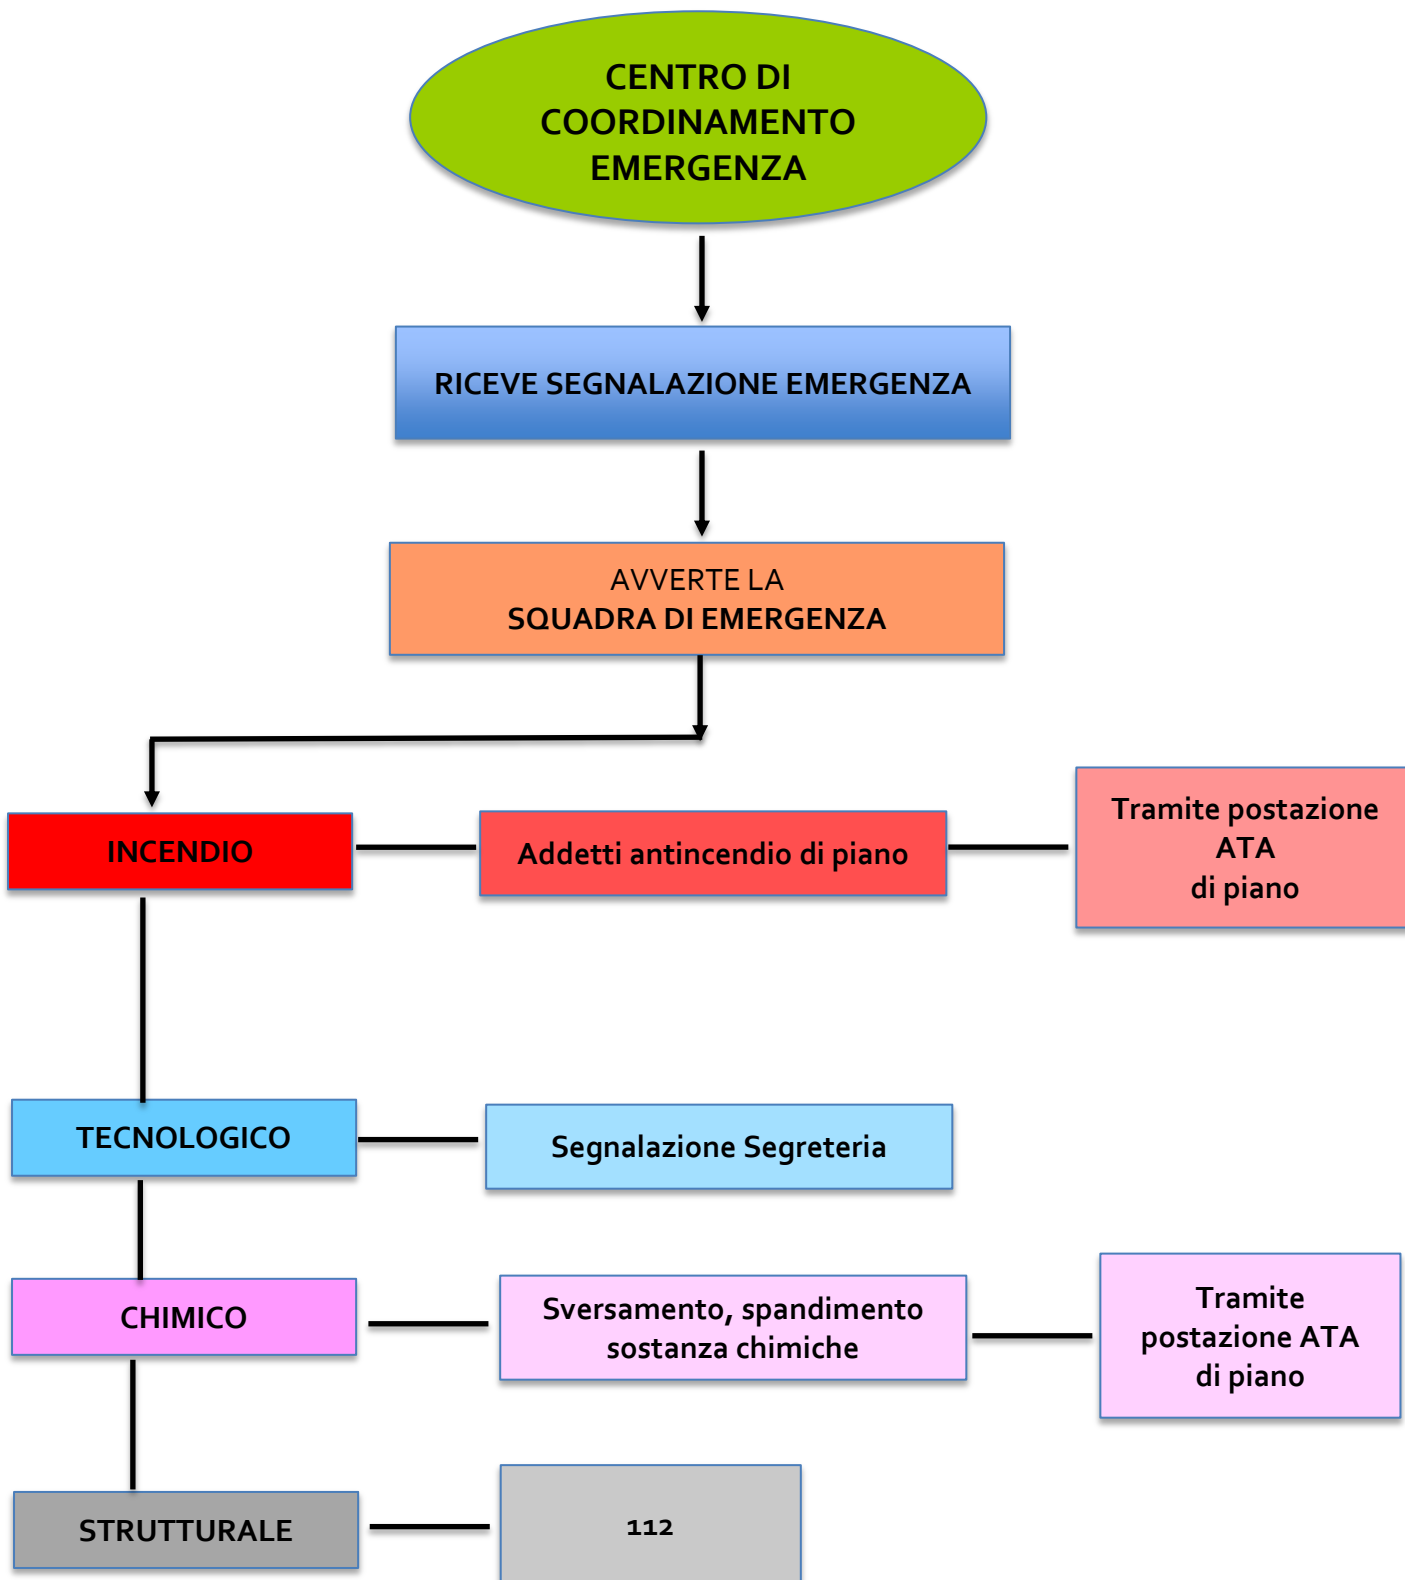 CENTRO DI
COORDINAMENTO
EMERGENZA
RICEVE SEGNALAZIONE EMERGENZA
AVVERTE LA
SQUADRA DI EMERGENZA
INCENDIO
Addetti antincendio di piano
Tramite postazione
ATA
di piano
TECNOLOGICO
Segnalazione Segreteria
CHIMICO
Sversamento, spandimento
sostanza chimiche
Tramite
postazione ATA
di piano
STRUTTURALE
112